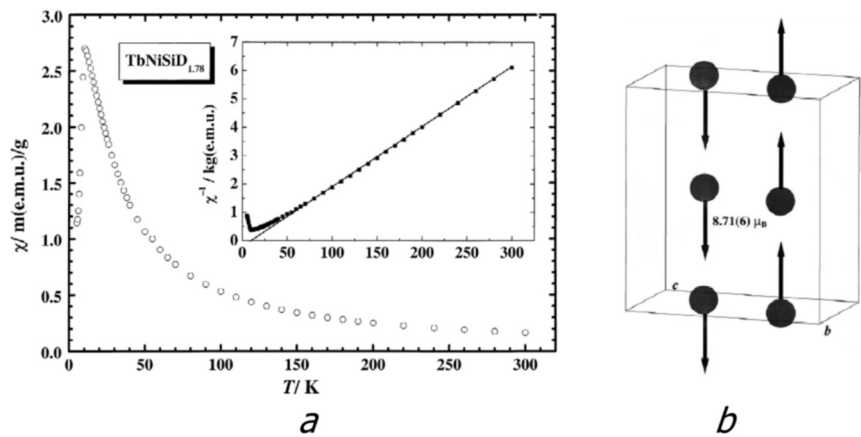 3.0
2.5
2.0
1.5
1.0
0.5
0.0
χ/ m(e.m.u.)/g
0 50 100 150 200 250 300
T/ K
TbNiSiD1.78
7
6
5
4
3
2
1
0
χ⁻¹/ kg(e.m.u.)
0 50 100 150 200 250 300
a
8.71(6) μB
c
b
b